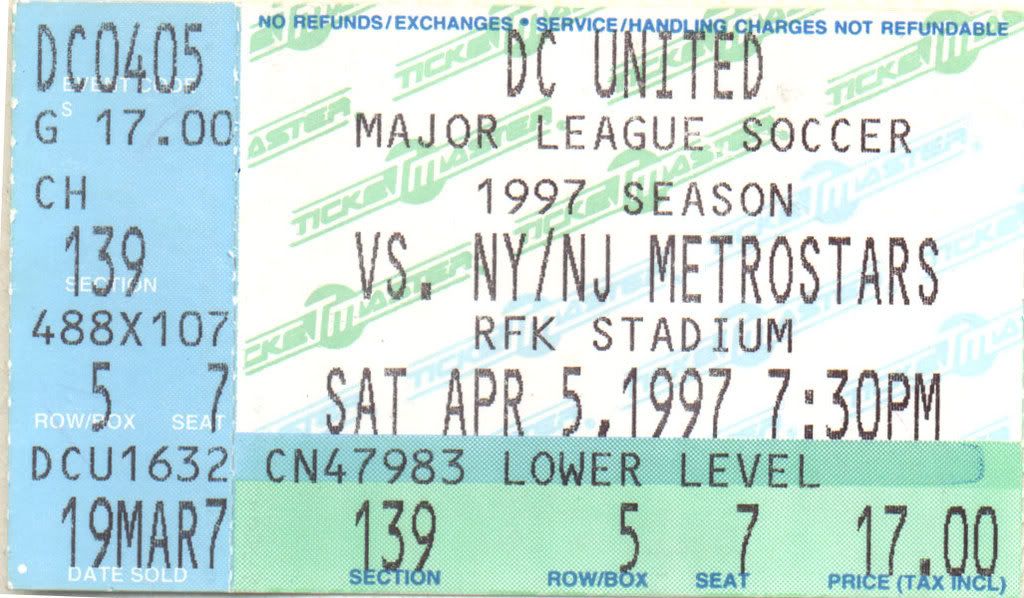 DC0405
EVENT CODE
S
G 17.00
CH
139
SECTION
488X107
5 7
ROW/BOX SEAT
DCU1632
19MAR7
DATE SOLD
NO REFUNDS/EXCHANGES • SERVICE/HANDLING CHARGES NOT REFUNDABLE
DC UNITED
MAJOR LEAGUE SOCCER
1997 SEASON
VS. NY/NJ METROSTARS
RFK STADIUM
SAT APR 5,1997 7:30PM
CN47983 LOWER LEVEL
139 5 7 17.00
SECTION ROW/BOX SEAT PRICE (TAX INCL)
TICKETMASTER